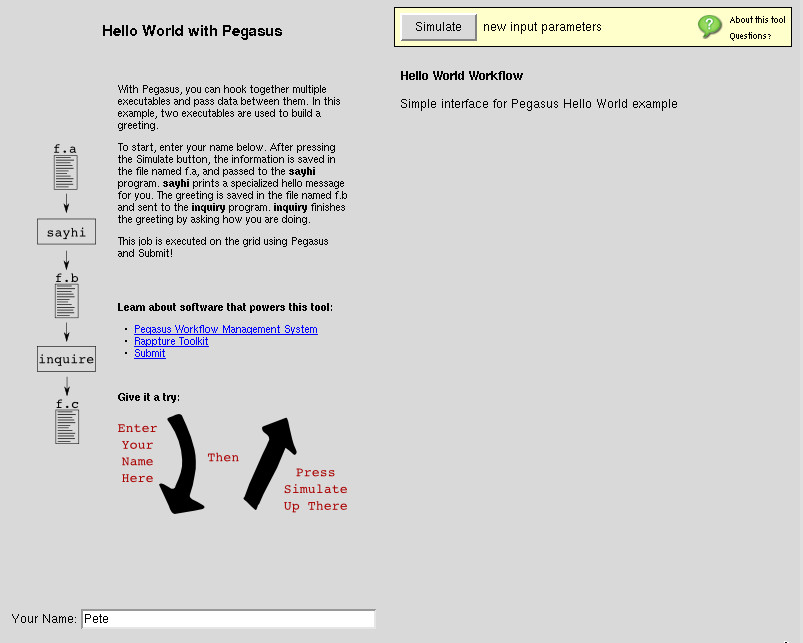 Hello World with Pegasus
With Pegasus, you can hook together multiple
executables and pass data between them. In this
example, two executables are used to build a
greeting.
To start, enter your name below. After pressing
the Simulate button, the information is saved in
the file named f.a, and passed to the sayhi
program. sayhi prints a specialized hello message
for you. The greeting is saved in the file named f.b
and sent to the inquiry program. inquiry finishes
the greeting by asking how you are doing.
This job is executed on the grid using Pegasus
and Submit!
f.a
sayhi
f.b
inquire
f.c
Learn about software that powers this tool:
• Pegasus Workflow Management System
• Rappture Toolkit
• Submit
Give it a try:
Enter
Your
Name
Here
Then
Press
Simulate
Up There
Your Name: Pete
Simulate new input parameters
? About this tool
Questions?
Hello World Workflow
Simple interface for Pegasus Hello World example